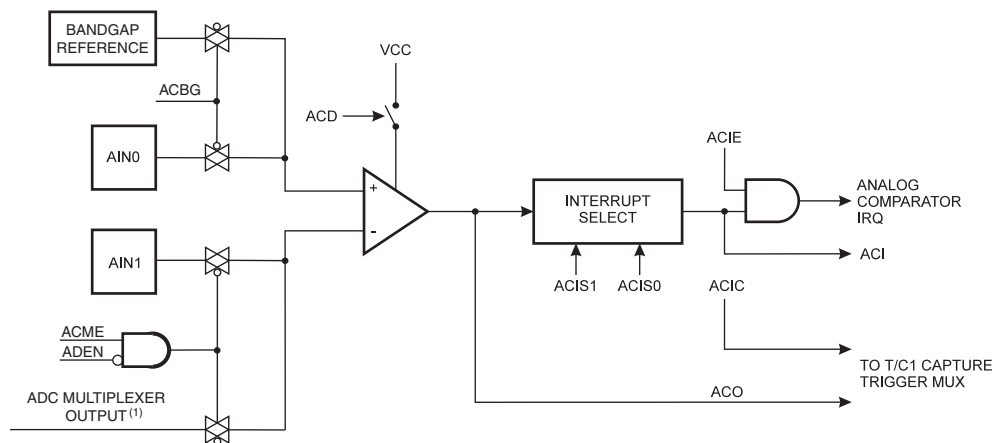 BANDGAP
REFERENCE
ACBG
AIN0
AIN1
ACME
ADEN
ADC MULTIPLEXER
OUTPUT (1)
VCC
ACD
+
-
INTERRUPT
SELECT
ACIS1 ACIS0
ACIE
ANALOG
COMPARATOR
IRQ
ACI
ACIC
TO T/C1 CAPTURE
TRIGGER MUX
ACO